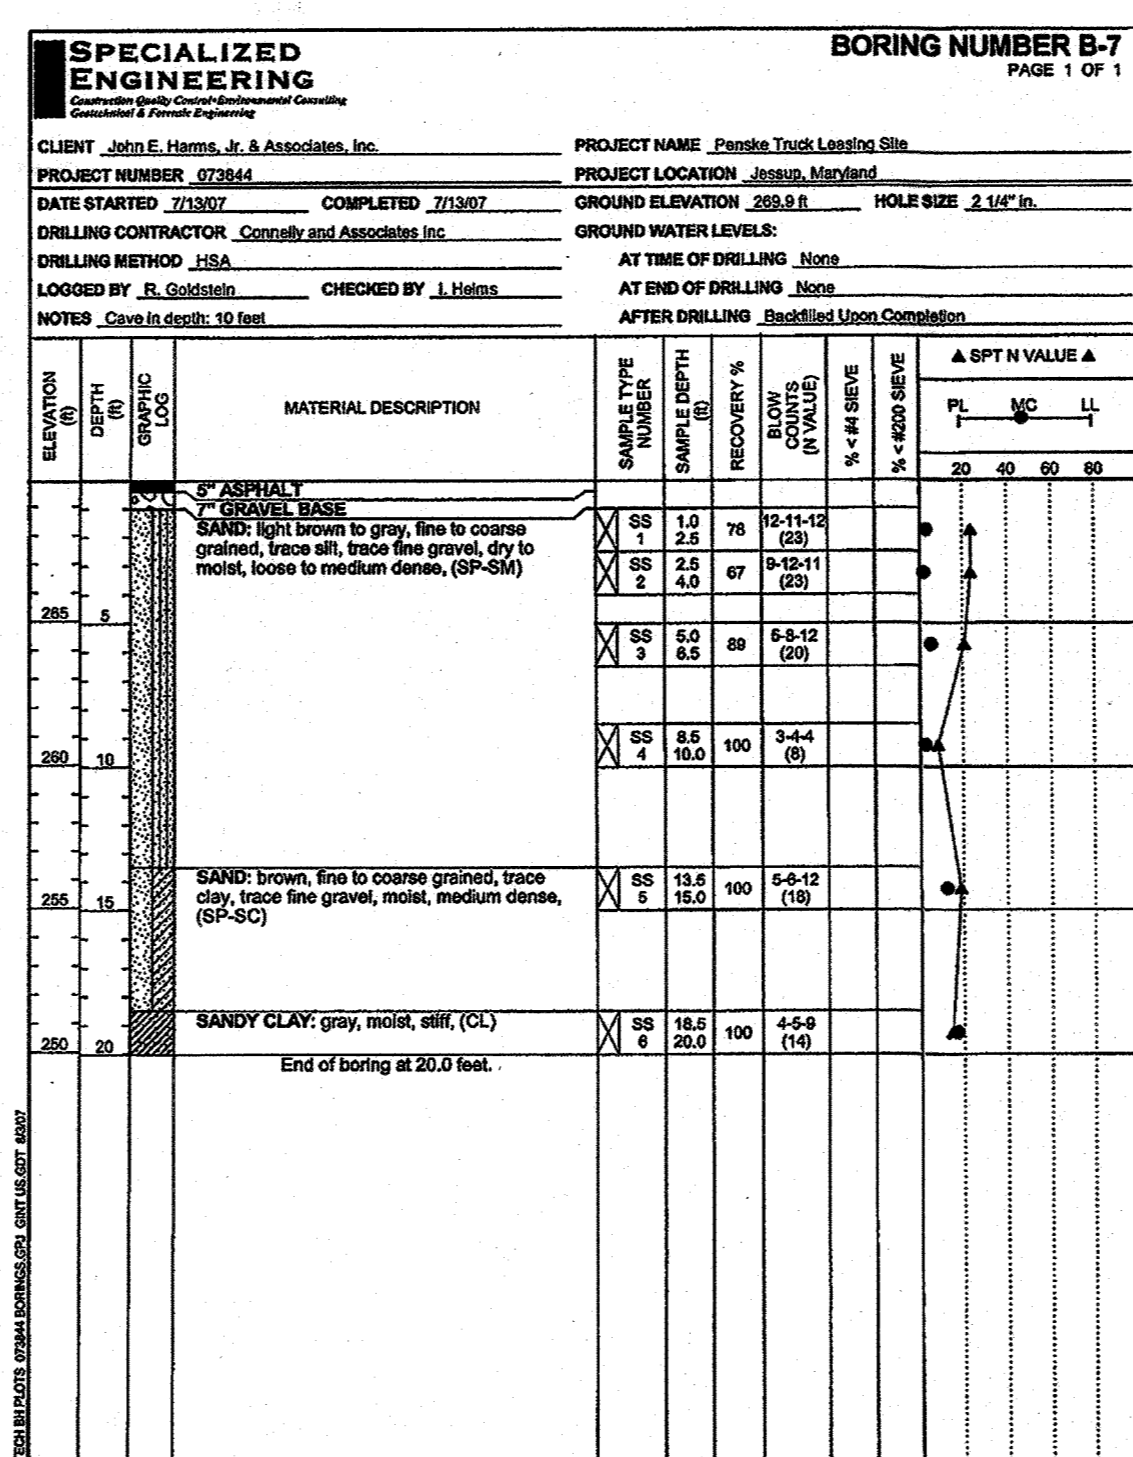 SPECIALIZED
ENGINEERING
Construction Quality Control•Environmental Consulting
Geotechnical & Forensic Engineering
BORING NUMBER B-7
PAGE 1 OF 1
CLIENT John E. Harms, Jr. & Associates, Inc.
PROJECT NAME Penske Truck Leasing Site
PROJECT NUMBER 073844
PROJECT LOCATION Jessup, Maryland
DATE STARTED 7/13/07 COMPLETED 7/13/07
GROUND ELEVATION 269.9 ft HOLE SIZE 2 1/4" in.
DRILLING CONTRACTOR Connelly and Associates Inc
GROUND WATER LEVELS:
DRILLING METHOD HSA
AT TIME OF DRILLING None
LOGGED BY R. Goldstein CHECKED BY I. Helms
AT END OF DRILLING None
NOTES Cave in depth: 10 feet
AFTER DRILLING Backfilled Upon Completion
ELEVATION (ft)
DEPTH (ft)
GRAPHIC LOG
MATERIAL DESCRIPTION
SAMPLE TYPE NUMBER
SAMPLE DEPTH (ft)
RECOVERY %
BLOW COUNTS (N VALUE)
% < #4 SIEVE
% < #200 SIEVE
▲ SPT N VALUE ▲
PL MC LL
20 40 60 80
5" ASPHALT
7" GRAVEL BASE
SAND: light brown to gray, fine to coarse
grained, trace silt, trace fine gravel, dry to
moist, loose to medium dense, (SP-SM)
SS 1 1.0 2.5 78 12-11-12 (23)
SS 2 2.5 4.0 67 9-12-11 (23)
265 5
SS 3 5.0 6.5 89 6-8-12 (20)
SS 4 8.5 10.0 100 3-4-4 (8)
260 10
SAND: brown, fine to coarse grained, trace
clay, trace fine gravel, moist, medium dense,
(SP-SC)
SS 5 13.5 15.0 100 5-6-12 (18)
255 15
SANDY CLAY: gray, moist, stiff, (CL)
SS 6 18.5 20.0 100 4-5-9 (14)
250 20
End of boring at 20.0 feet.
TECH BH PLOTS 073844 BORINGS.GPJ GINT US.GDT 8/3/07